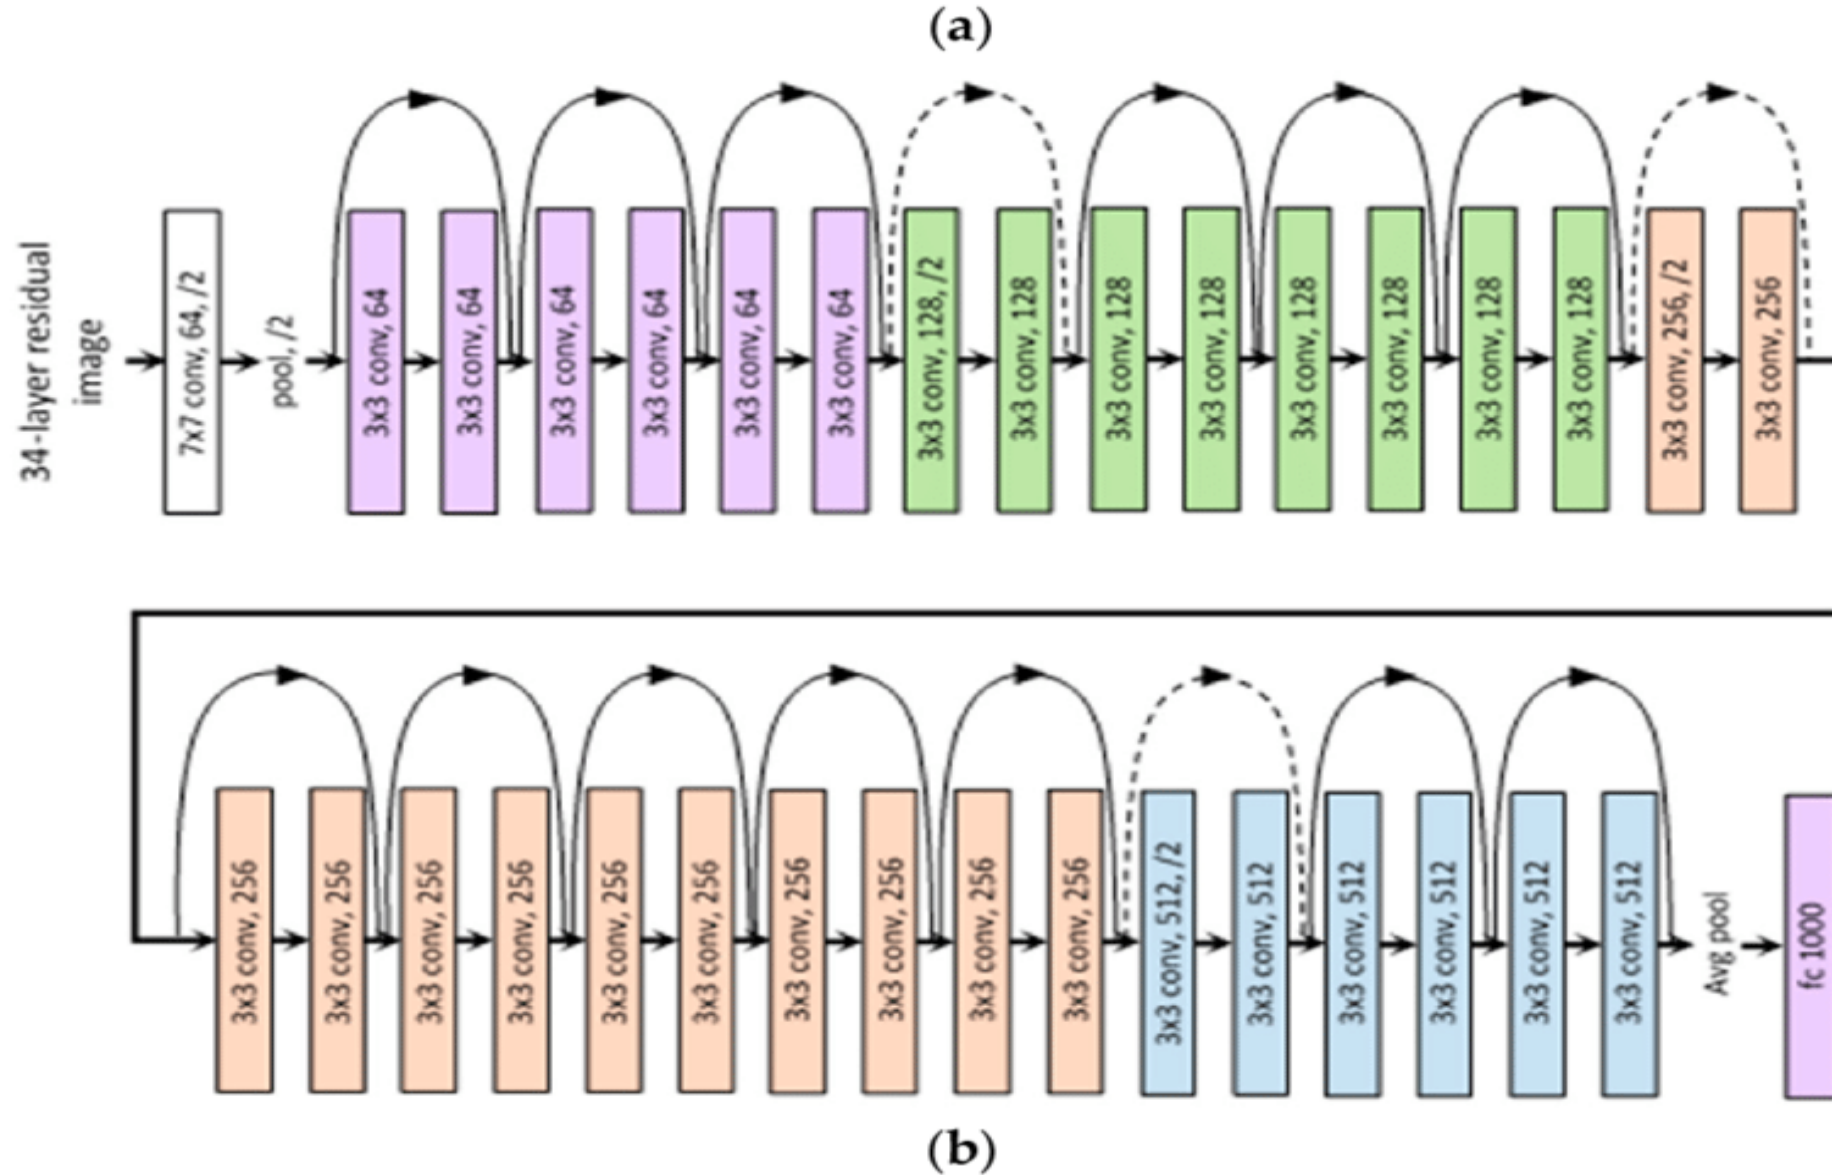 (a)
34-layer residual
image
7x7 conv, 64, /2
pool, /2
3x3 conv, 64
3x3 conv, 64
3x3 conv, 64
3x3 conv, 64
3x3 conv, 64
3x3 conv, 64
3x3 conv, 128, /2
3x3 conv, 128
3x3 conv, 128
3x3 conv, 128
3x3 conv, 128
3x3 conv, 128
3x3 conv, 128
3x3 conv, 128
3x3 conv, 256, /2
3x3 conv, 256
3x3 conv, 256
3x3 conv, 256
3x3 conv, 256
3x3 conv, 256
3x3 conv, 256
3x3 conv, 256
3x3 conv, 256
3x3 conv, 256
3x3 conv, 256
3x3 conv, 256
3x3 conv, 512, /2
3x3 conv, 512
3x3 conv, 512
3x3 conv, 512
3x3 conv, 512
3x3 conv, 512
Avg pool
fc 1000
(b)